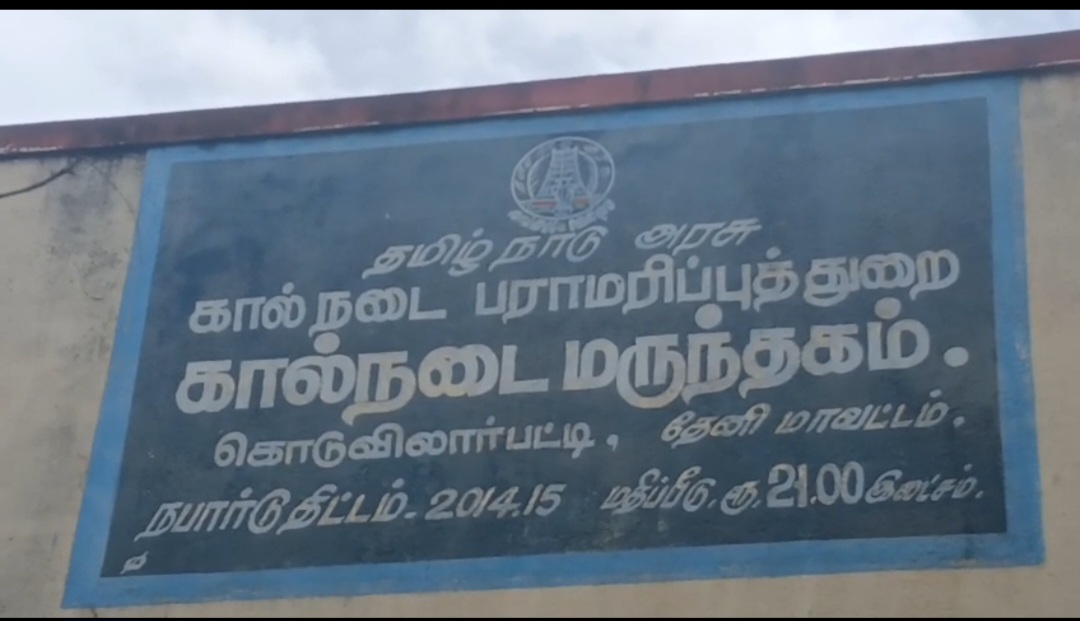 தமிழ்நாடு அரசு
கால்நடை பராமரிப்புத்துறை
கால்நடை மருந்தகம்.
கொடுவிலார்பட்டி, தேனி மாவட்டம்.
நபார்டு திட்டம். 2014.15 மதிப்பீடு. ரூ. 21.00 இலட்சம்.